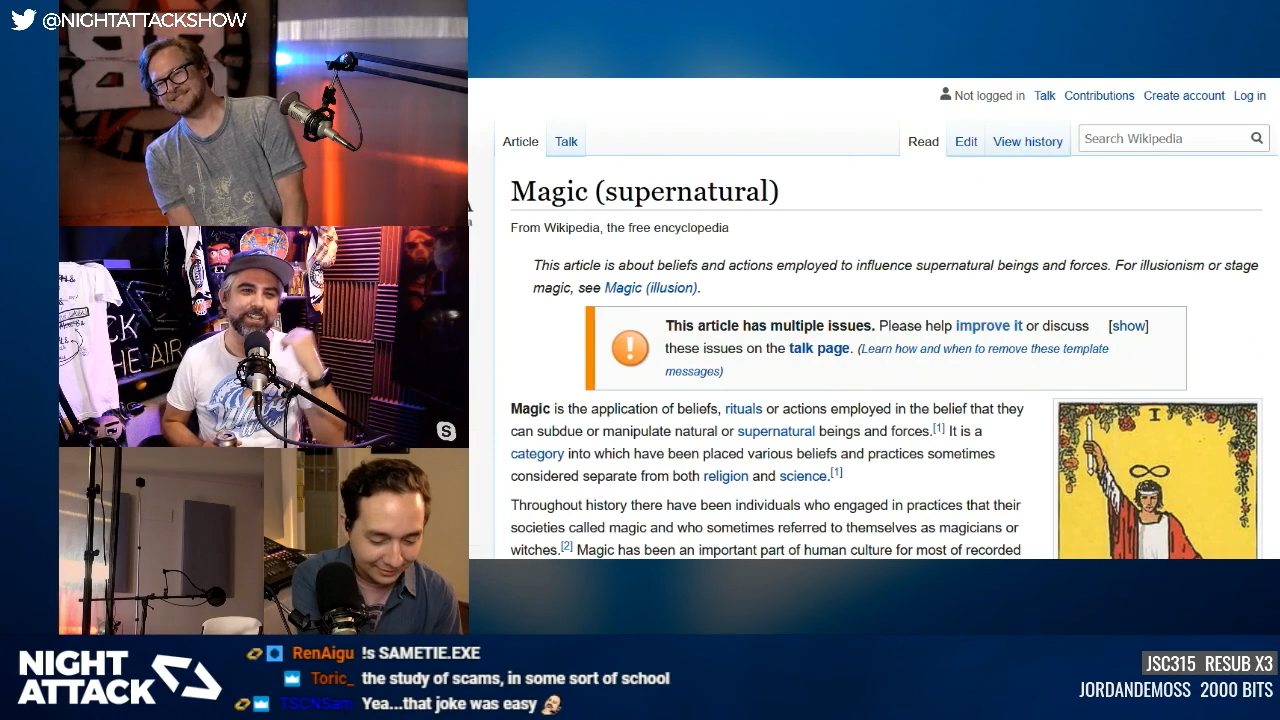 @NIGHTATTACKSHOW
Not logged in Talk Contributions Create account Log in
Article Talk Read Edit View history Search Wikipedia
Magic (supernatural)
From Wikipedia, the free encyclopedia
This article is about beliefs and actions employed to influence supernatural beings and forces. For illusionism or stage
magic, see Magic (illusion).
This article has multiple issues. Please help improve it or discuss [show]
these issues on the talk page. (Learn how and when to remove these template
messages)
Magic is the application of beliefs, rituals or actions employed in the belief that they
can subdue or manipulate natural or supernatural beings and forces.[1] It is a
category into which have been placed various beliefs and practices sometimes
considered separate from both religion and science.[1]
Throughout history there have been individuals who engaged in practices that their
societies called magic and who sometimes referred to themselves as magicians or
witches.[2] Magic has been an important part of human culture for most of recorded
I
THE AIR
NIGHT
ATTACK
RenAigu !s SAMETIE.EXE
Toric_ the study of scams, in some sort of school
TSCNSam Yea...that joke was easy
JSC315 RESUB X3
JORDANDEMOSS 2000 BITS